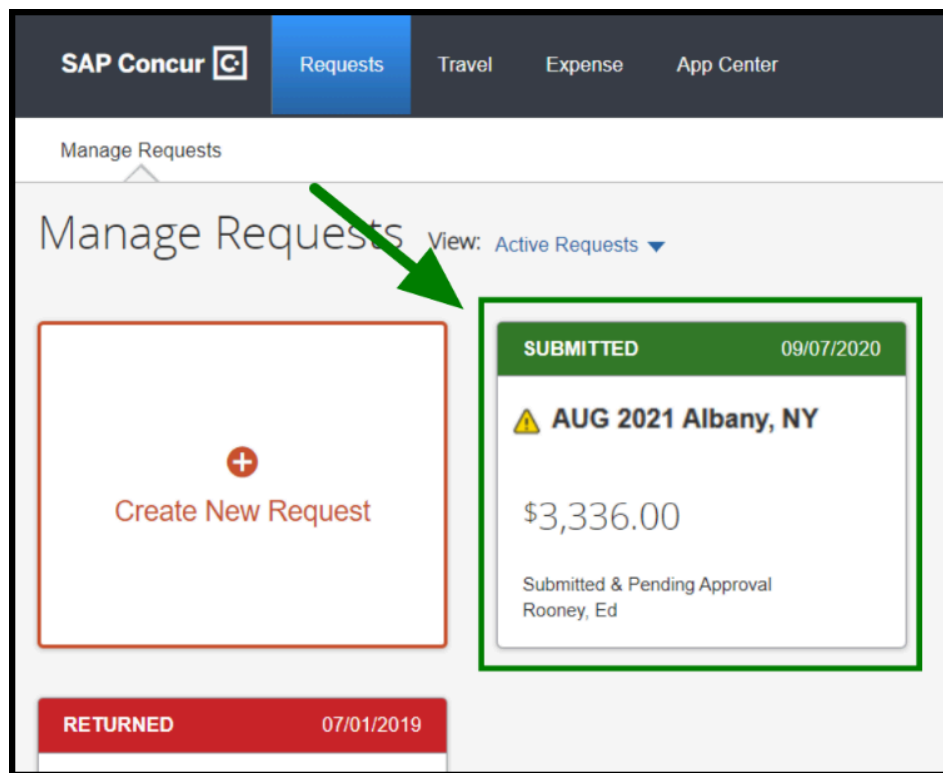 SAP Concur C Requests Travel Expense App Center
Manage Requests
Manage Requests View: Active Requests
Create New Request
SUBMITTED 09/07/2020
AUG 2021 Albany, NY
$3,336.00
Submitted & Pending Approval
Rooney, Ed
RETURNED 07/01/2019